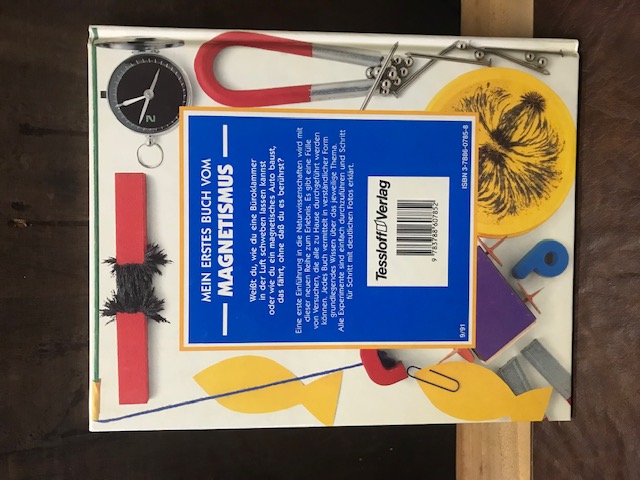 MEIN ERSTES BUCH VOM
MAGNETISMUS
Weißt du, wie du eine Büroklammer
in der Luft schweben lassen kannst
oder wie du ein magnetisches Auto baust,
das fährt, ohne daß du es berührst?
Eine erste Einführung in die Naturwissenschaften wird mit
dieser neuen Reihe zum Erlebnis. Es gibt eine Fülle
von Versuchen, die alle zu Hause durchgeführt werden
können. Jedes Buch vermittelt in verständlicher Form
grundlegendes Wissen über das jeweilige Thema.
Alle Experimente sind einfach durchzuführen und Schritt
für Schritt mit deutlichen Fotos erklärt.
Tessloff Verlag
9 783788 607852
9/91
ISBN 3-7886-0785-8
N